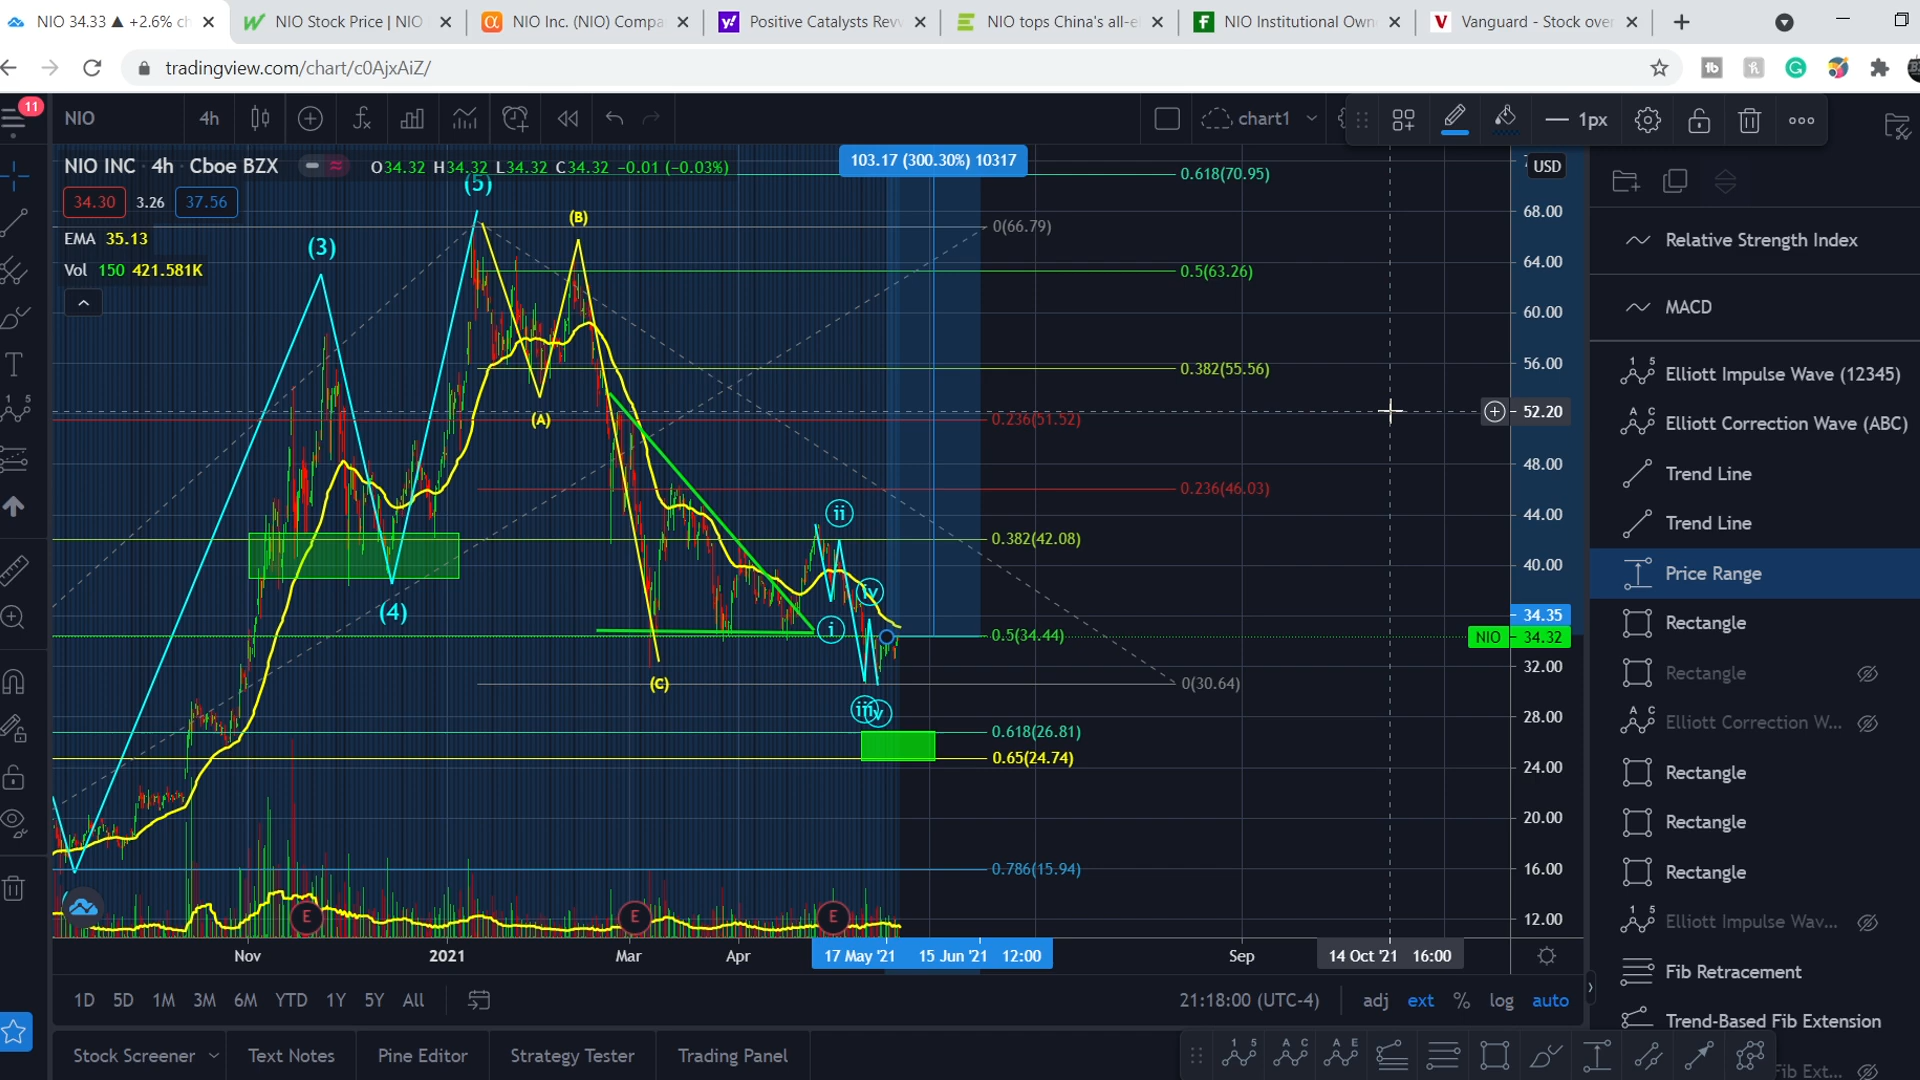 NIO 34.33 ▲ +2.6% ch
NIO Stock Price | NIO
NIO Inc. (NIO) Compa
Positive Catalysts Rev
NIO tops China's all-el
NIO Institutional Own
Vanguard - Stock over
tradingview.com/chart/c0AjxAiZ/
11
NIO
4h
chart1
1px
NIO INC · 4h · Cboe BZX
O34.32 H34.32 L34.32 C34.32 −0.01 (−0.03%)
34.30
3.26
37.56
EMA 35.13
Vol 150 421.581K
103.17 (300.30%) 10317
0.618(70.95)
0(66.79)
0.5(63.26)
0.382(55.56)
0.236(51.52)
0.236(46.03)
0.382(42.08)
0.5(34.44)
0(30.64)
0.618(26.81)
0.65(24.74)
0.786(15.94)
(3)
(5)
(4)
(B)
(A)
(C)
ii
iv
i
iii
v
E
E
E
USD
68.00
64.00
60.00
56.00
52.20
48.00
44.00
40.00
34.35
NIO 34.32
32.00
28.00
24.00
20.00
16.00
12.00
Nov
2021
Mar
Apr
17 May '21
15 Jun '21 12:00
Sep
14 Oct '21 16:00
1D 5D 1M 3M 6M YTD 1Y 5Y All
21:18:00 (UTC-4)
adj ext % log auto
Stock Screener
Text Notes
Pine Editor
Strategy Tester
Trading Panel
Relative Strength Index
MACD
Elliott Impulse Wave (12345)
Elliott Correction Wave (ABC)
Trend Line
Trend Line
Price Range
Rectangle
Rectangle
Elliott Correction W...
Rectangle
Rectangle
Rectangle
Elliott Impulse Wav...
Fib Retracement
Trend-Based Fib Extension
Fib Ext...